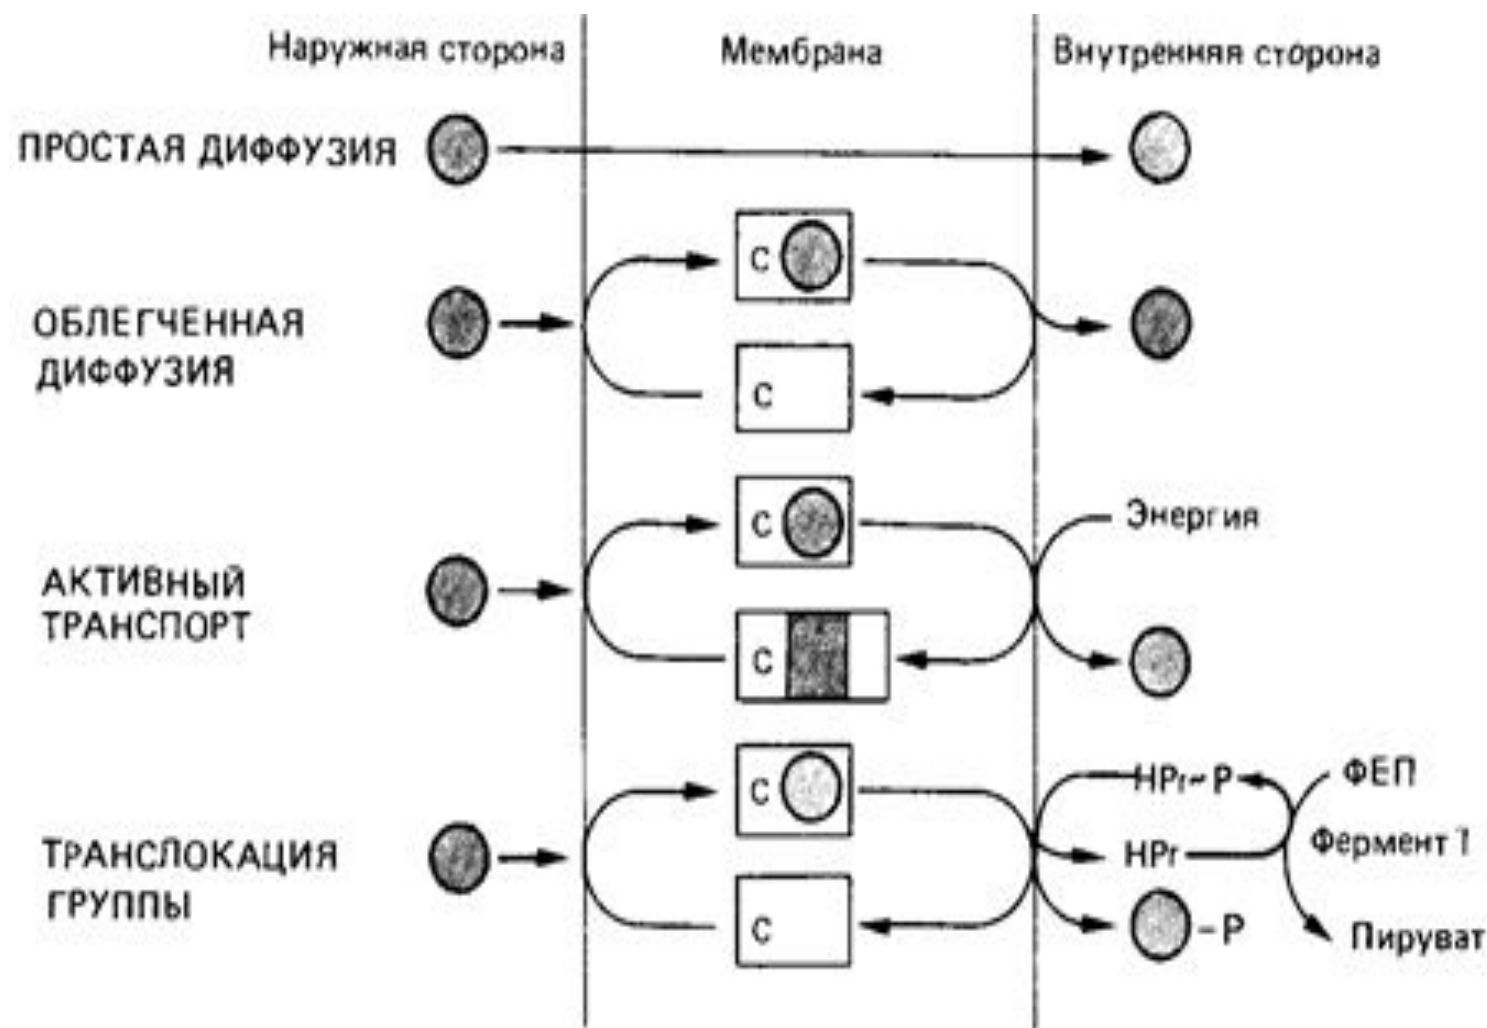 Наружная сторона
Мембрана
Внутренняя сторона
ПРОСТАЯ ДИФФУЗИЯ
С
ОБЛЕГЧЕННАЯ
ДИФФУЗИЯ
С
С
Энергия
АКТИВНЫЙ
ТРАНСПОРТ
С
С
HPr~P
ФЕП
ТРАНСЛОКАЦИЯ
ГРУППЫ
HPr
Фермент I
С
-P
Пируват